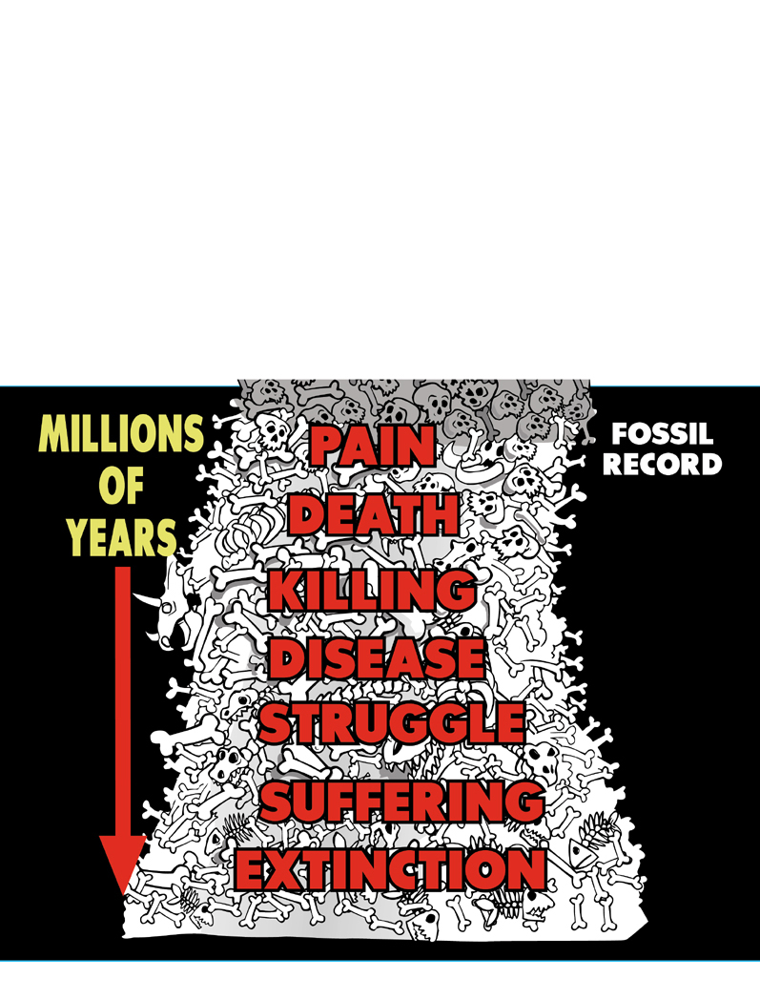 MILLIONS
OF
YEARS
PAIN
DEATH
KILLING
DISEASE
STRUGGLE
SUFFERING
EXTINCTION
FOSSIL
RECORD